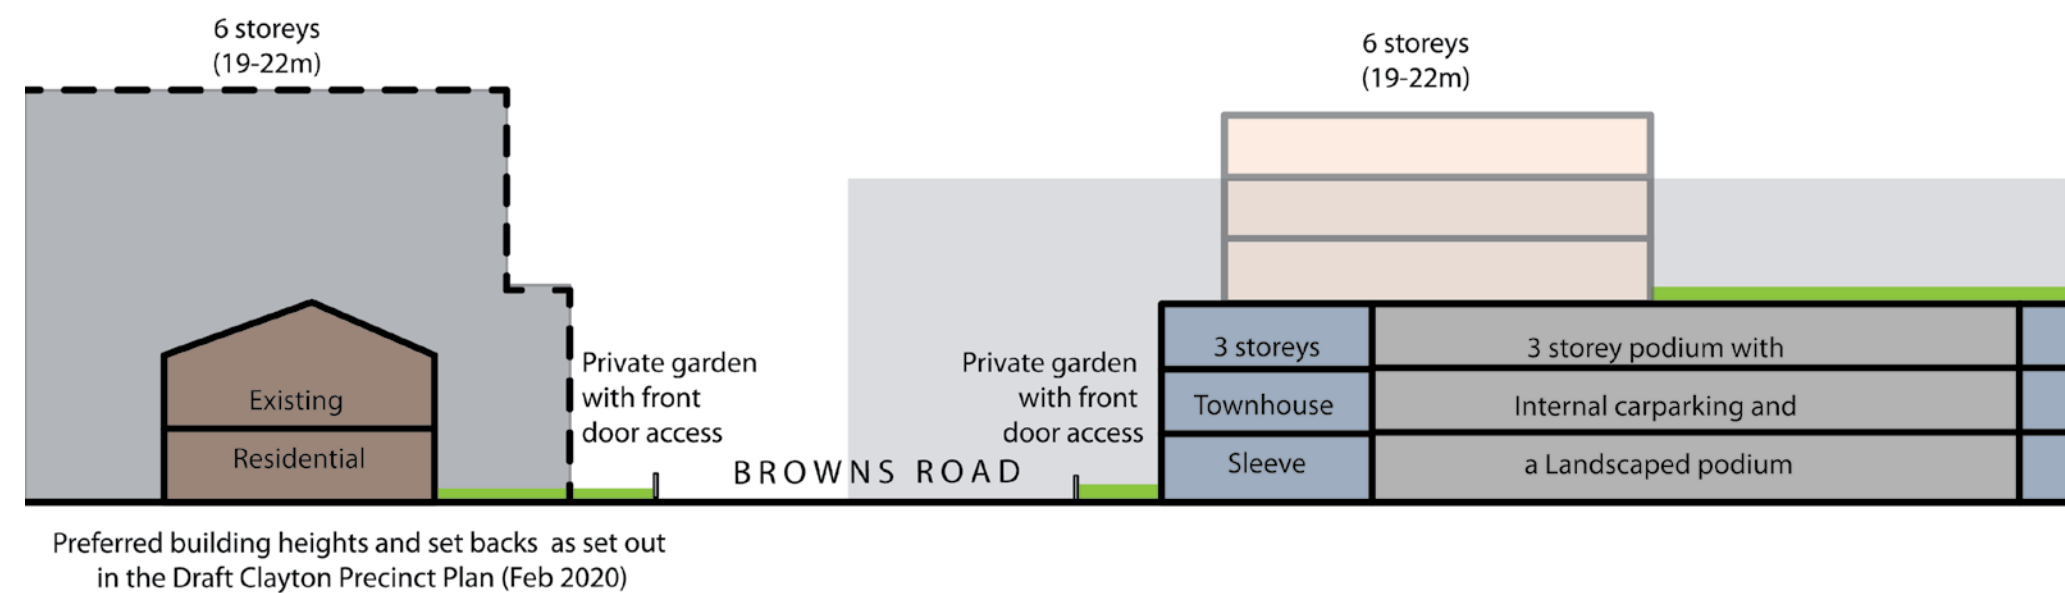 6 storeys
(19-22m)
6 storeys
(19-22m)
Existing
Residential
Private garden
with front
door access
BROWNS ROAD
Private garden
with front
door access
3 storeys
Townhouse
Sleeve
3 storey podium with
Internal carparking and
a Landscaped podium
Preferred building heights and set backs as set out
in the Draft Clayton Precinct Plan (Feb 2020)